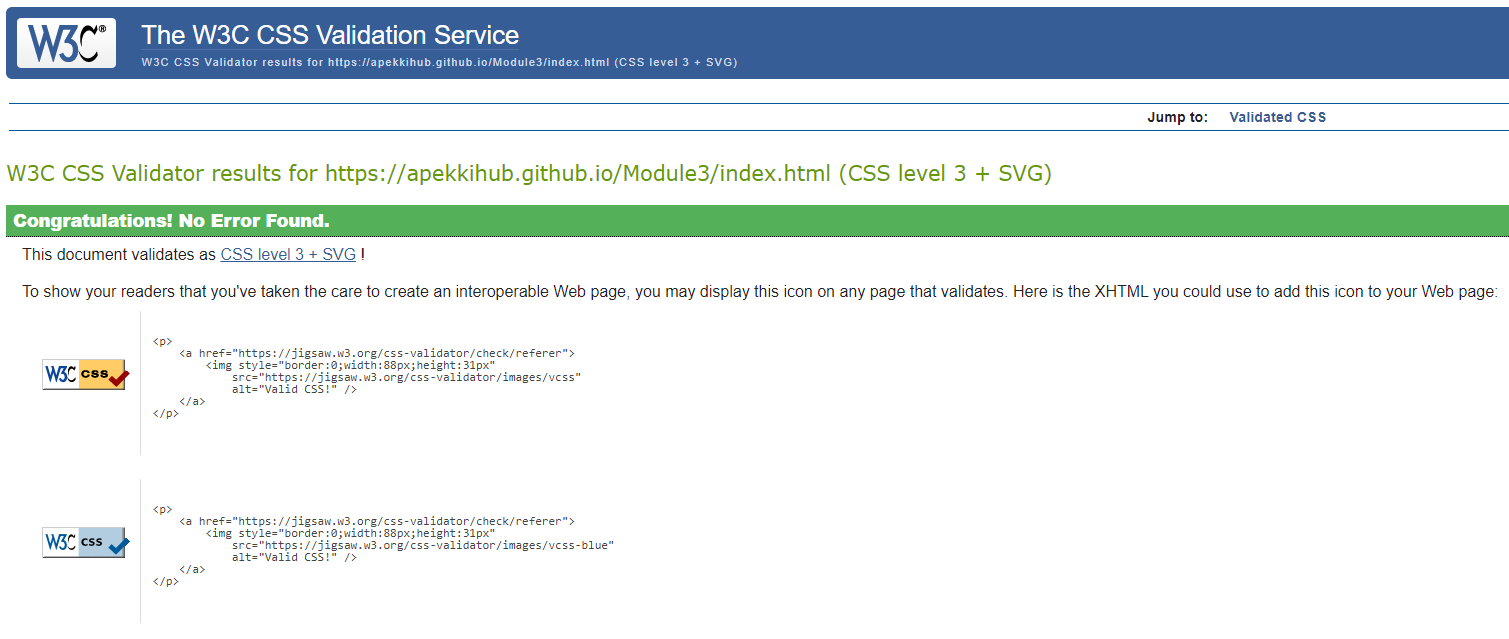 W3C®
The W3C CSS Validation Service
W3C CSS Validator results for https://apekkihub.github.io/Module3/index.html (CSS level 3 + SVG)
Jump to: Validated CSS
W3C CSS Validator results for https://apekkihub.github.io/Module3/index.html (CSS level 3 + SVG)
Congratulations! No Error Found.
This document validates as CSS level 3 + SVG !
To show your readers that you've taken the care to create an interoperable Web page, you may display this icon on any page that validates. Here is the XHTML you could use to add this icon to your Web page:
W3C css
<p>
<a href="https://jigsaw.w3.org/css-validator/check/referer">
<img style="border:0;width:88px;height:31px"
src="https://jigsaw.w3.org/css-validator/images/vcss"
alt="Valid CSS!" />
</a>
</p>
W3C css
<p>
<a href="https://jigsaw.w3.org/css-validator/check/referer">
<img style="border:0;width:88px;height:31px"
src="https://jigsaw.w3.org/css-validator/images/vcss-blue"
alt="Valid CSS!" />
</a>
</p>